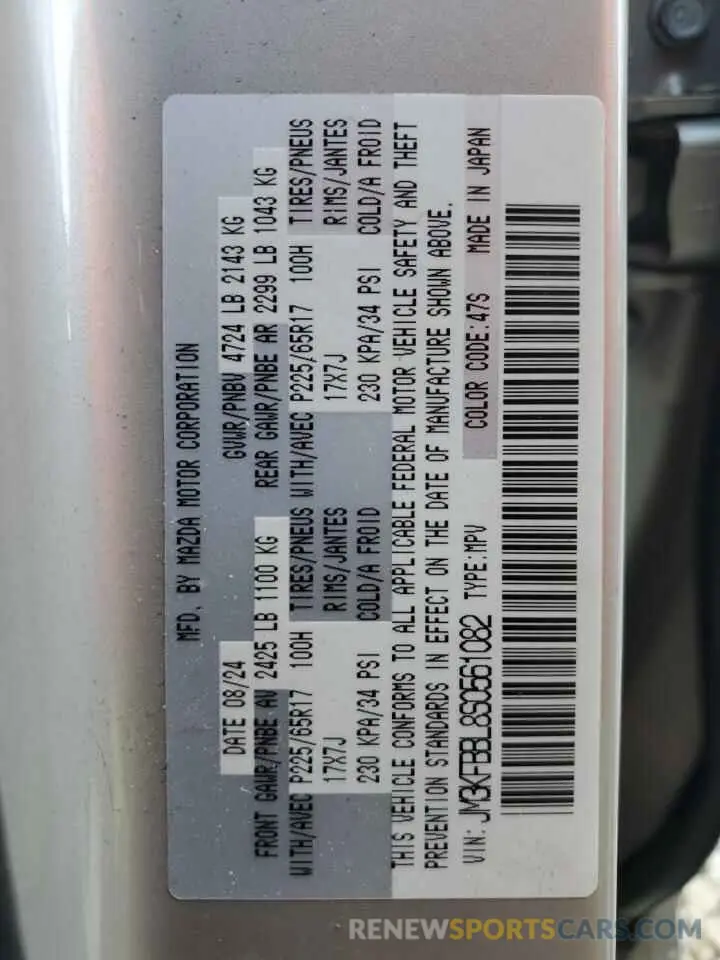 MFD. BY MAZDA MOTOR CORPORATION
DATE 08/24 GVWR/PNBV 4724 LB 2143 KG
FRONT GAWR/PNBE AV 2425 LB 1100 KG REAR GAWR/PNBE AR 2299 LB 1043 KG
WITH/AVEC P225/65R17 100H TIRES/PNEUS WITH/AVEC P225/65R17 100H TIRES/PNEUS
17X7J RIMS/JANTES 17X7J RIMS/JANTES
230 KPA/34 PSI COLD/A FROID 230 KPA/34 PSI COLD/A FROID
THIS VEHICLE CONFORMS TO ALL APPLICABLE FEDERAL MOTOR VEHICLE SAFETY AND THEFT
PREVENTION STANDARDS IN EFFECT ON THE DATE OF MANUFACTURE SHOWN ABOVE.
VIN: JM3KFBBL8S0561082 TYPE:MPV COLOR CODE:47S MADE IN JAPAN
RENEWSPORTSCARS.COM